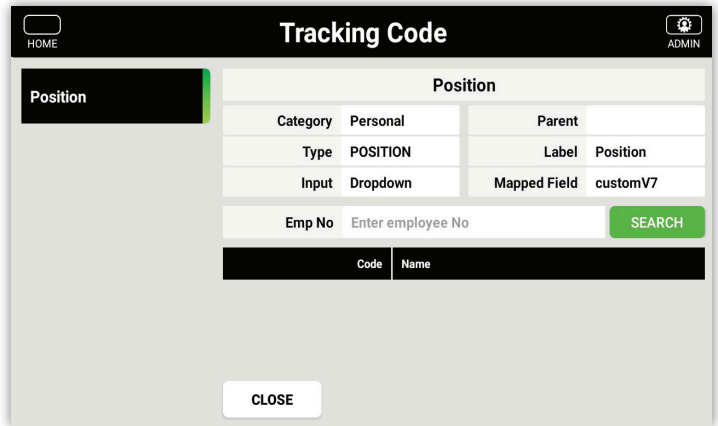 HOME
Tracking Code
ADMIN
Position
Position
Category Personal Parent
Type POSITION Label Position
Input Dropdown Mapped Field customV7
Emp No Enter employee No SEARCH
Code Name
CLOSE